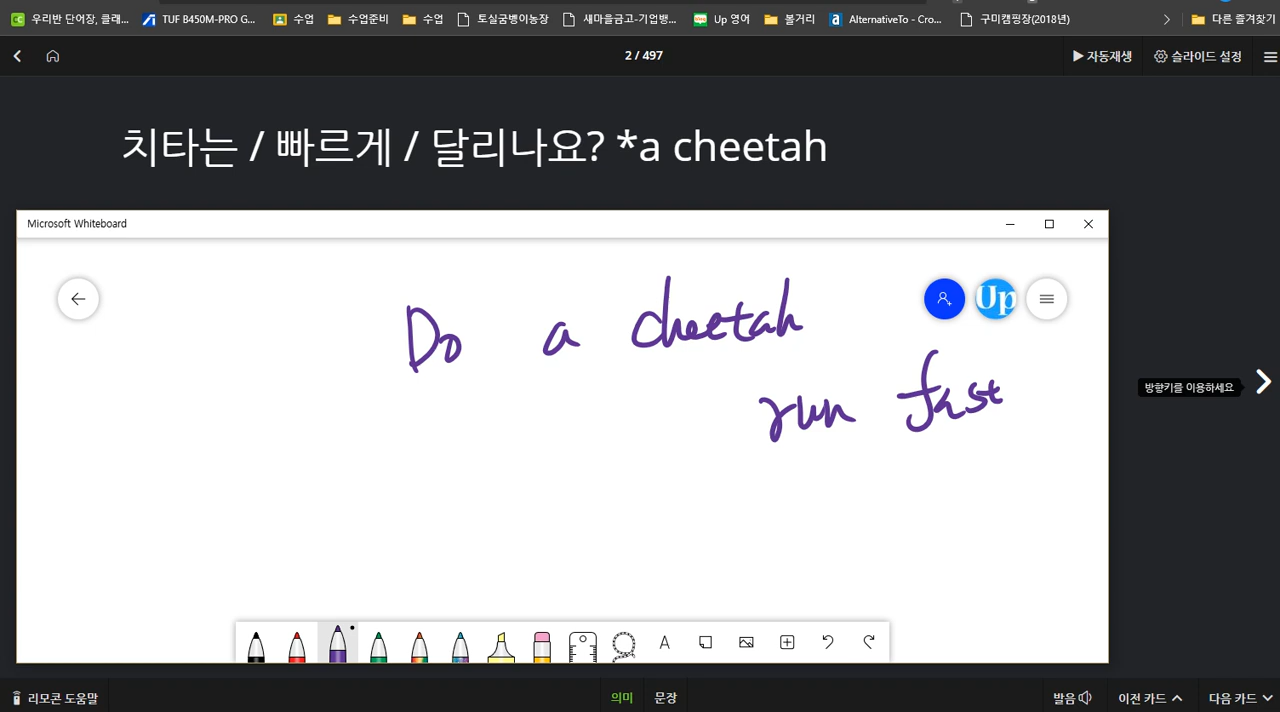 우리반 단어장, 클래... TUF B450M-PRO G... 수업 수업준비 수업 토실굼벵이농장 새마을금고-기업뱅... Up 영어 볼거리 AlternativeTo - Cro... 구미캠핑장(2018년) 다른 즐겨찾기
2 / 497 자동재생 슬라이드 설정
치타는 / 빠르게 / 달리나요? *a cheetah
Microsoft Whiteboard
Up
Do a cheetah
run fast
방향키를 이용하세요
리모콘 도움말 의미 문장 발음 이전 카드 다음 카드